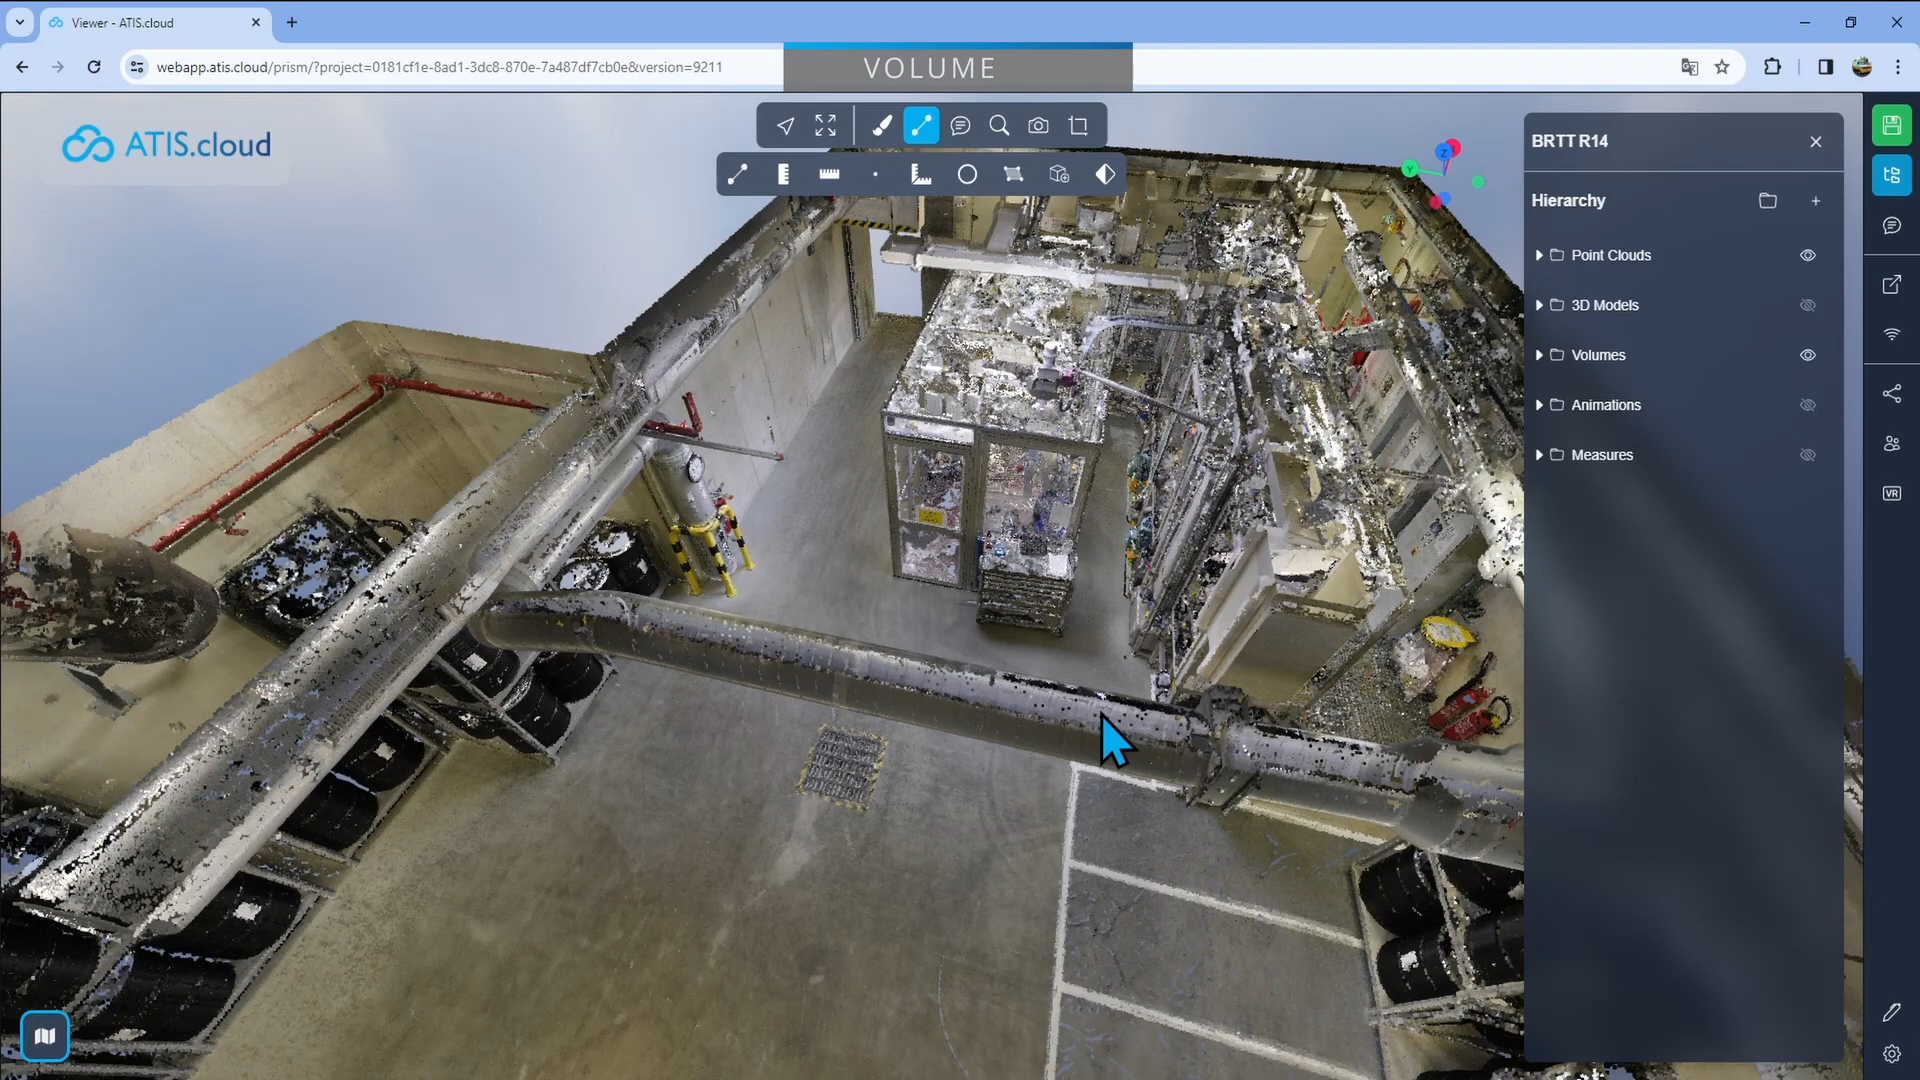 Viewer - ATIS.cloud
webapp.atis.cloud/prism/?project=0181cf1e-8ad1-3dc8-870e-7a487df7cb0e&version=9211
VOLUME
ATIS.cloud
Z
Y
BRTT R14
Hierarchy
Point Clouds
3D Models
Volumes
Animations
Measures
VR